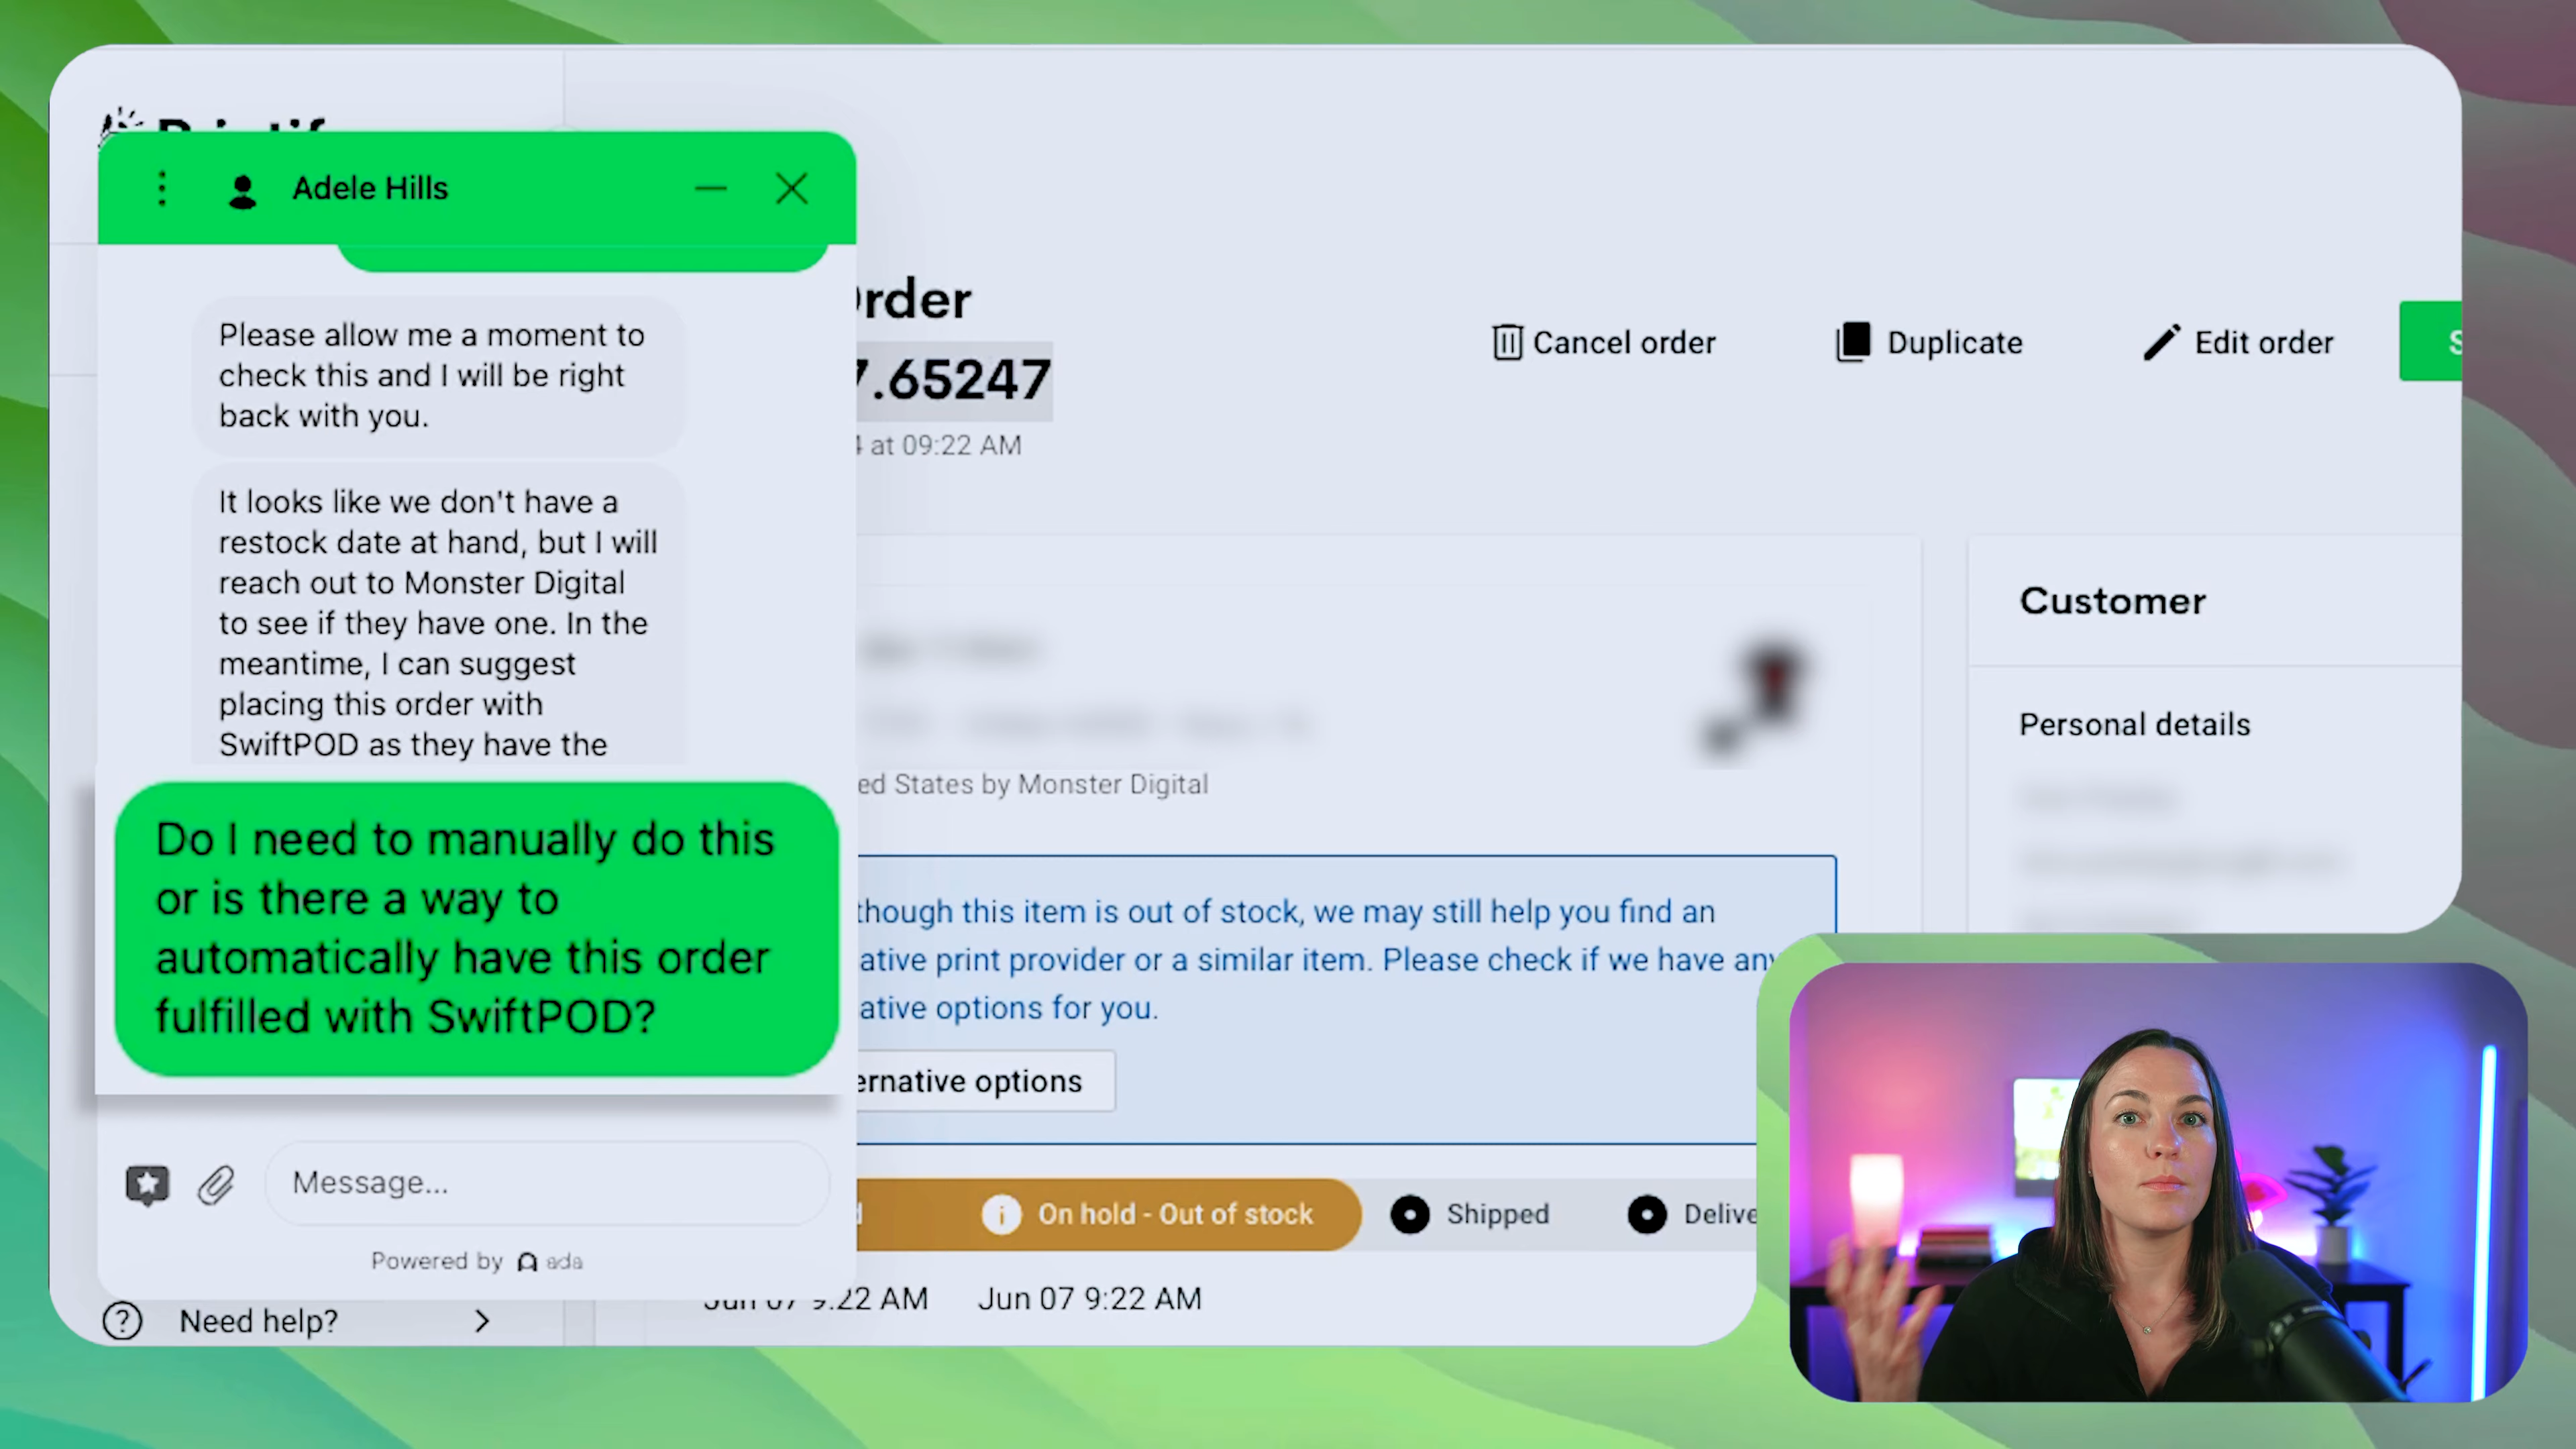 Adele Hills
Please allow me a moment to
check this and I will be right
back with you.
It looks like we don't have a
restock date at hand, but I will
reach out to Monster Digital
to see if they have one. In the
meantime, I can suggest
placing this order with
SwiftPOD as they have the
Do I need to manually do this
or is there a way to
automatically have this order
fulfilled with SwiftPOD?
Message...
Powered by ada
Need help?
rder
7.65247
4 at 09:22 AM
Cancel order
Duplicate
Edit order
ed States by Monster Digital
though this item is out of stock, we may still help you find an
ative print provider or a similar item. Please check if we have any
ative options for you.
ernative options
On hold - Out of stock
Shipped
Delive
Jun 07 9:22 AM
Jun 07 9:22 AM
Customer
Personal details